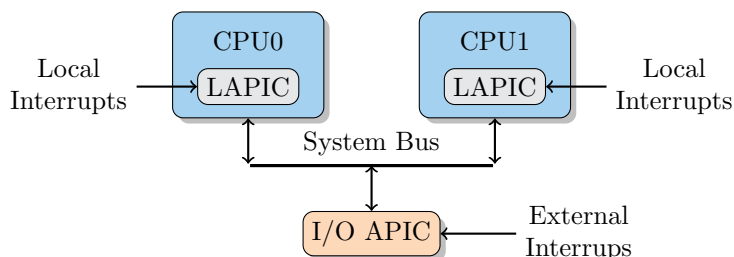 CPU0
CPU1
Local
Interrupts
LAPIC
LAPIC
Local
Interrupts
System Bus
I/O APIC
External
Interrups